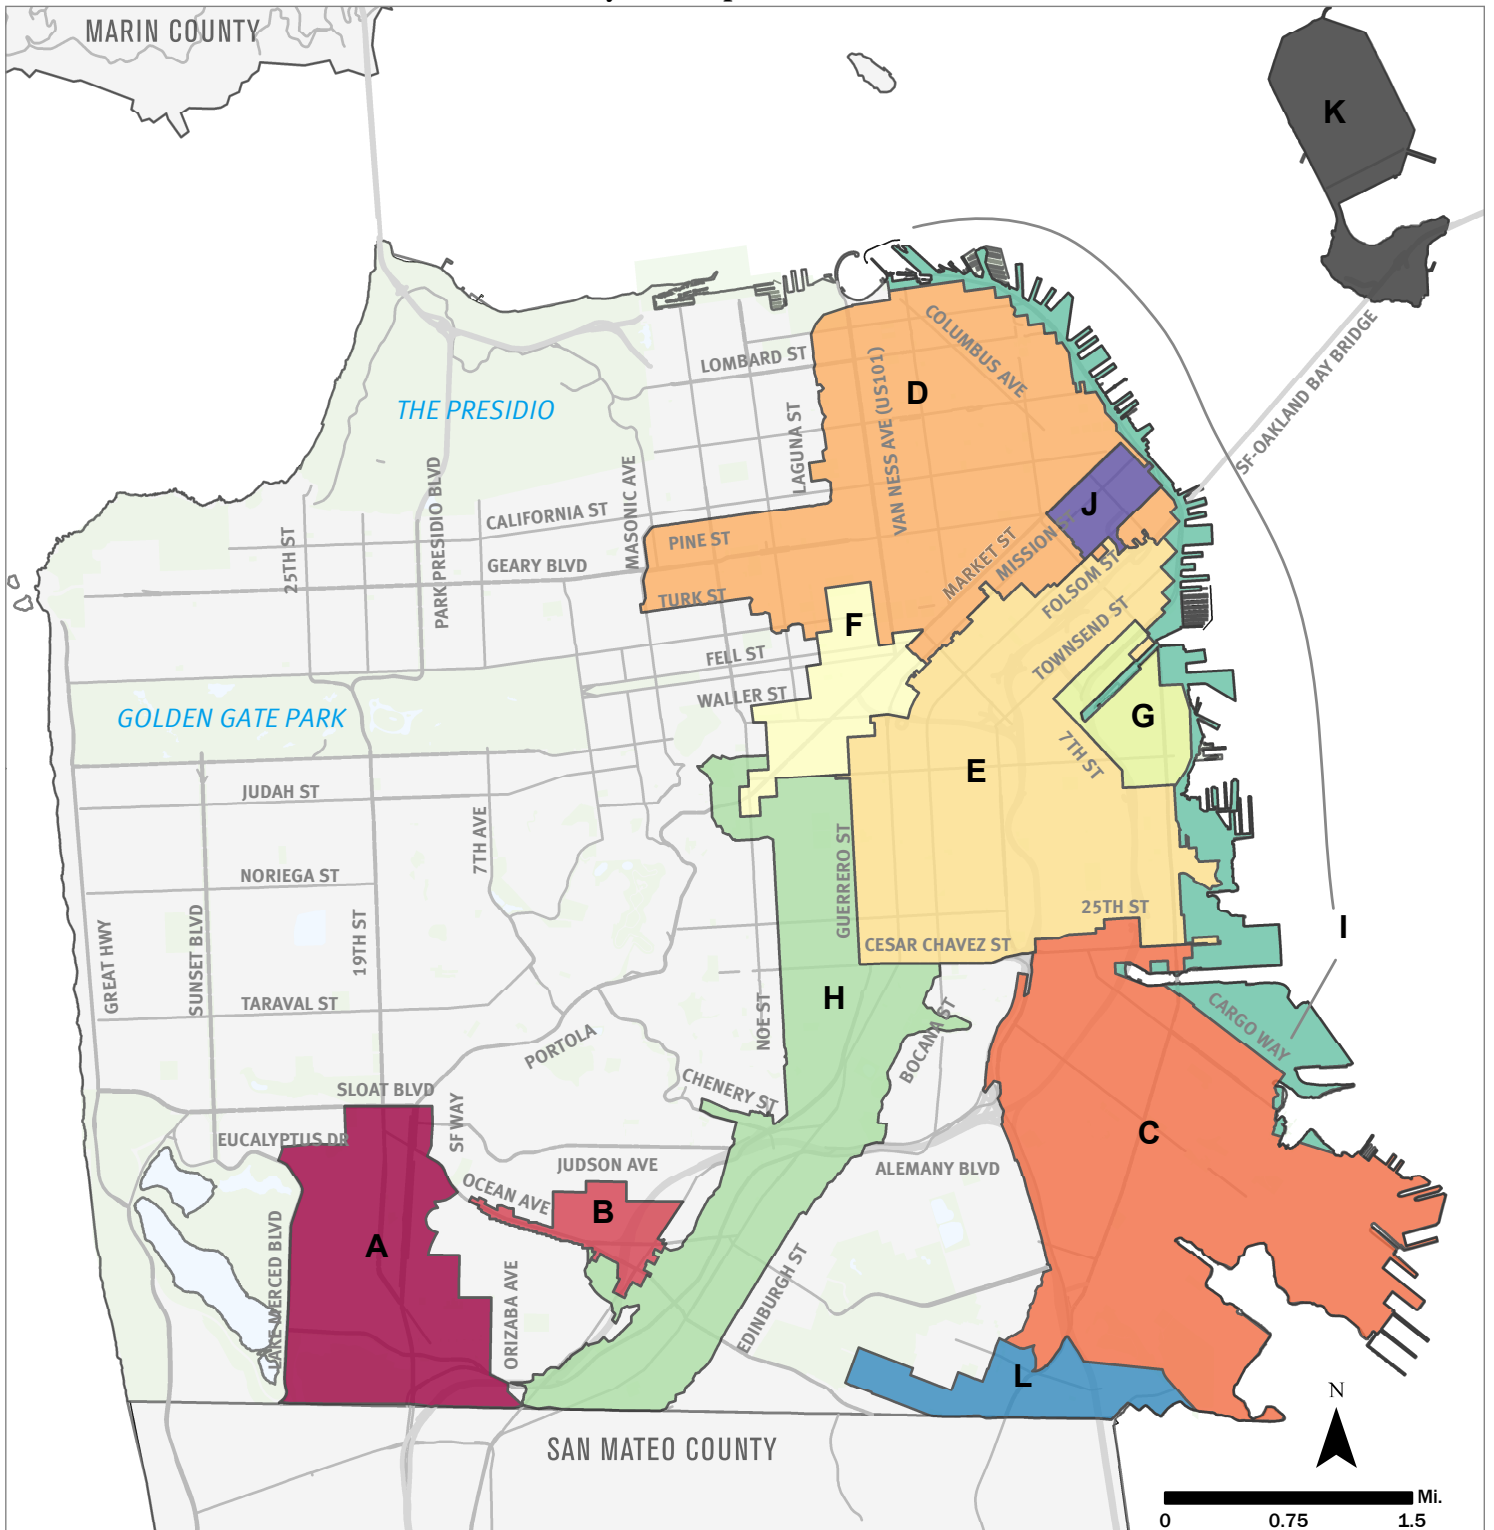 MARIN COUNTY
K
COLUMBUS AVE
SF-OAKLAND BAY BRIDGE
LOMBARD ST
VAN NESS AVE (US101)
D
THE PRESIDIO
LAGUNA ST
PARK PRESIDIO BLVD
MASONIC AVE
CALIFORNIA ST
J
25TH ST
PINE ST
MARKET ST
MISSION ST
GEARY BLVD
FOLSOM ST
TURK ST
TOWNSEND ST
F
FELL ST
WALLER ST
GOLDEN GATE PARK
G
7TH ST
E
JUDAH ST
7TH AVE
GUERRERO ST
NORIEGA ST
25TH ST
I
GREAT HWY
SUNSET BLVD
19TH ST
CESAR CHAVEZ ST
H
TARAVAL ST
NOE ST
BOCANA ST
CARGO WAY
PORTOLA
CHENERY ST
SLOAT BLVD
SF WAY
C
EUCALYPTUS DR
JUDSON AVE
ALEMANY BLVD
OCEAN AVE
B
A
LAKE MERCED BLVD
ORIZABA AVE
EDINBURGH ST
L
N
SAN MATEO COUNTY
Mi.
0 0.75 1.5